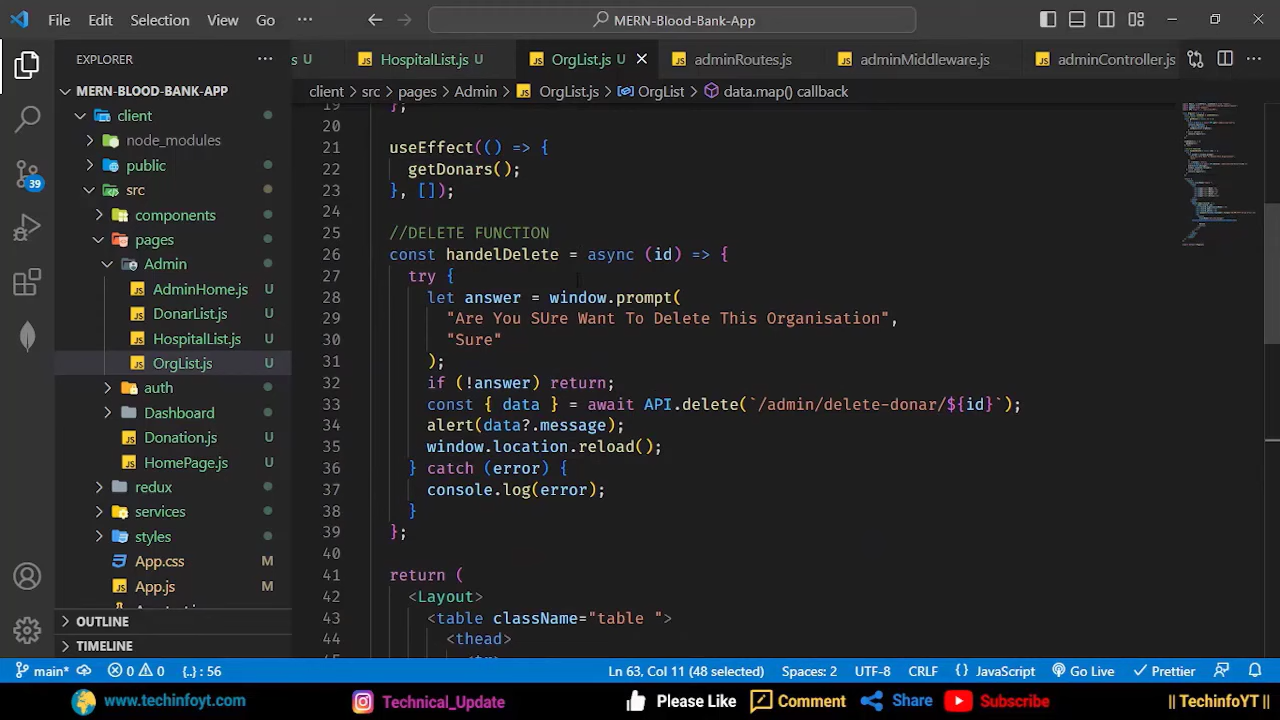 File Edit Selection View Go ··· MERN-Blood-Bank-App
HospitalList.js U OrgList.js U adminRoutes.js adminMiddleware.js adminController.js
EXPLORER
client > src > pages > Admin > OrgList.js > OrgList > data.map() callback
MERN-BLOOD-BANK-APP
client
node_modules
public
src
components
pages
Admin
AdminHome.js U
DonarList.js U
HospitalList.js U
OrgList.js U
auth
Dashboard
Donation.js U
HomePage.js U
redux
services
styles
App.css M
App.js M
OUTLINE
TIMELINE
39
19 };
20
21 useEffect(() => {
22 getDonars();
23 }, []);
24
25 //DELETE FUNCTION
26 const handelDelete = async (id) => {
27 try {
28 let answer = window.prompt(
29 "Are You SUre Want To Delete This Organisation",
30 "Sure"
31 );
32 if (!answer) return;
33 const { data } = await API.delete(`/admin/delete-donar/${id}`);
34 alert(data?.message);
35 window.location.reload();
36 } catch (error) {
37 console.log(error);
38 }
39 };
40
41 return (
42 <Layout>
43 <table className="table ">
44 <thead>
main* 0 0 {..} : 56 Ln 63, Col 11 (48 selected) Spaces: 2 UTF-8 CRLF {} JavaScript Go Live Prettier
www.techinfoyt.com Technical_Update Please Like Comment Share Subscribe || TechinfoYT ||